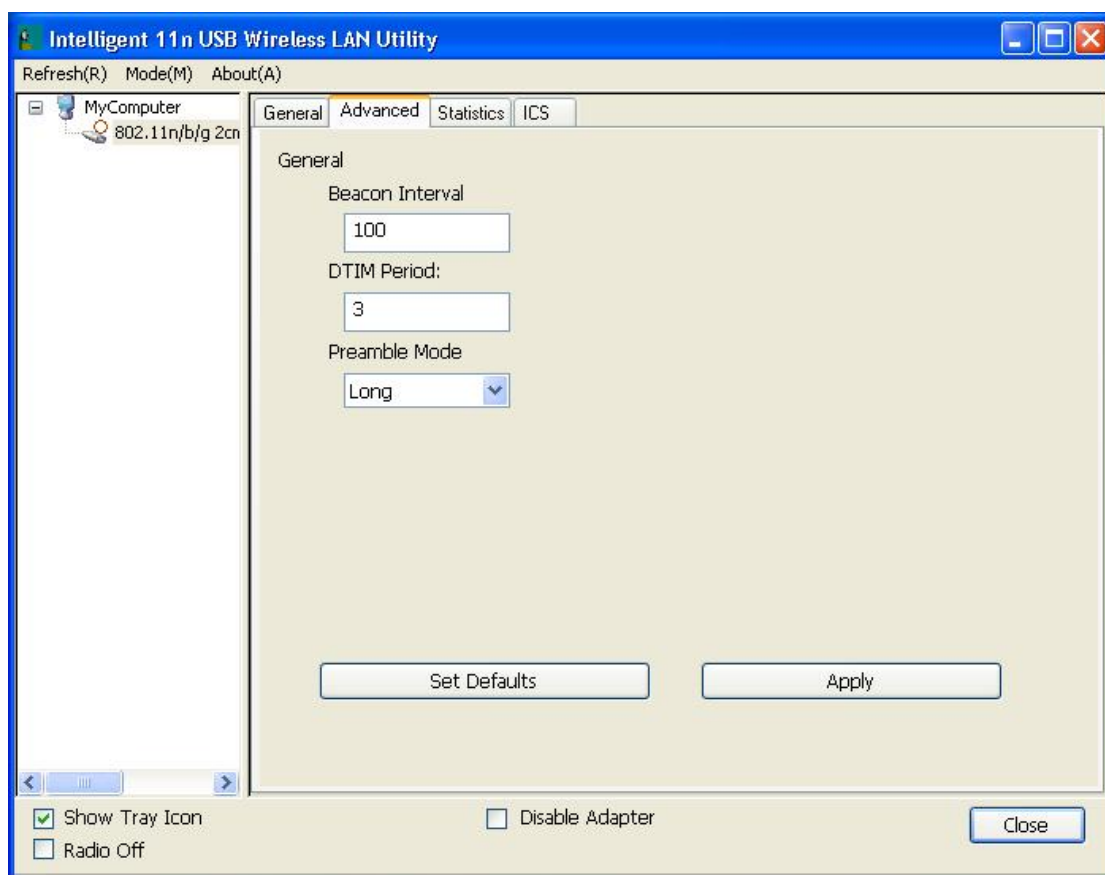 Intelligent 11n USB Wireless LAN Utility
Refresh(R) Mode(M) About(A)
MyComputer
802.11n/b/g 2cn
General Advanced Statistics ICS
General
Beacon Interval
100
DTIM Period:
3
Preamble Mode
Long
Set Defaults Apply
Show Tray Icon
Disable Adapter
Radio Off
Close